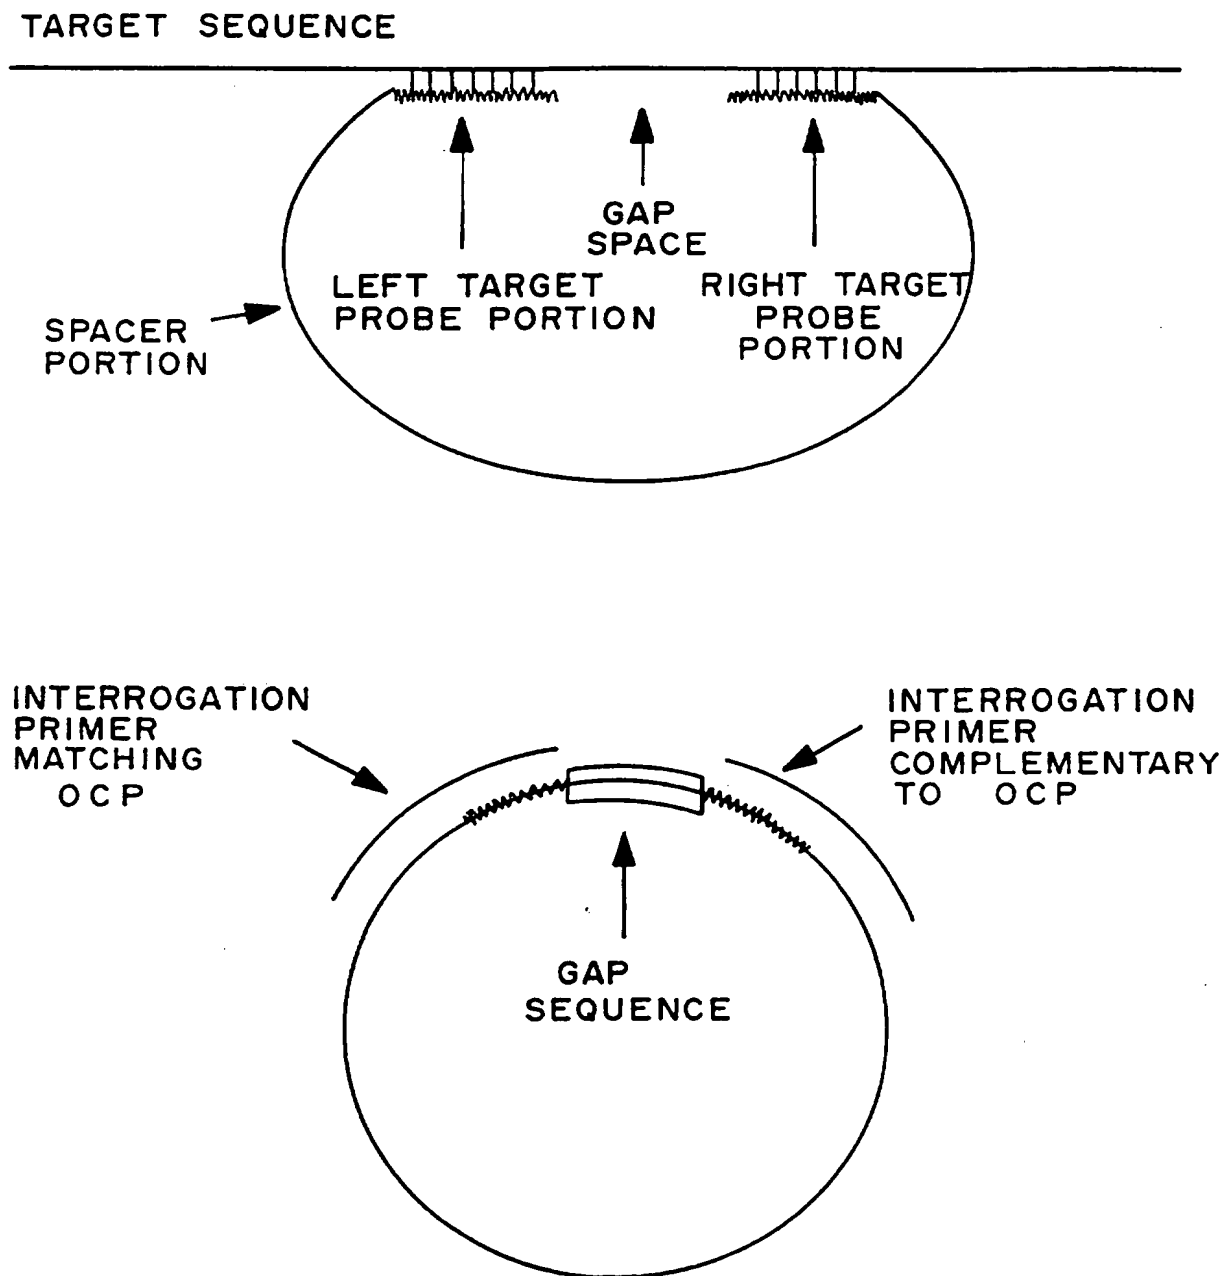 TARGET SEQUENCE
GAP
SPACE
LEFT TARGET
PROBE PORTION
RIGHT TARGET
PROBE
PORTION
SPACER
PORTION
INTERROGATION
PRIMER
MATCHING
OCP
INTERROGATION
PRIMER
COMPLEMENTARY
TO OCP
GAP
SEQUENCE